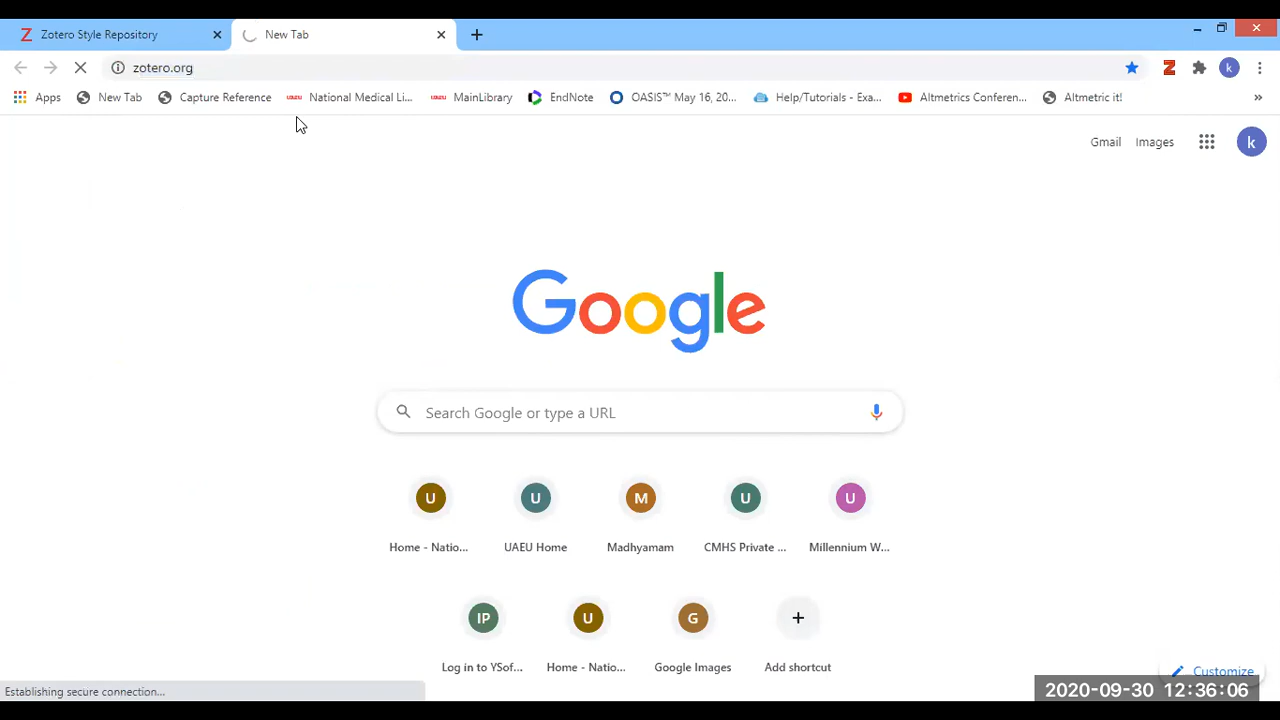 Z Zotero Style Repository
New Tab
zotero.org
Z
k
Apps
New Tab
Capture Reference
National Medical Li...
MainLibrary
EndNote
OASIS™ May 16, 20...
Help/Tutorials - Exa...
Altmetrics Conferen...
Altmetric it!
»
Gmail
Images
k
Google
Search Google or type a URL
U
U
M
U
U
Home - Natio...
UAEU Home
Madhyamam
CMHS Private ...
Millennium W...
IP
U
G
Log in to YSof...
Home - Natio...
Google Images
Add shortcut
Establishing secure connection...
Customize
2020-09-30 12:36:06